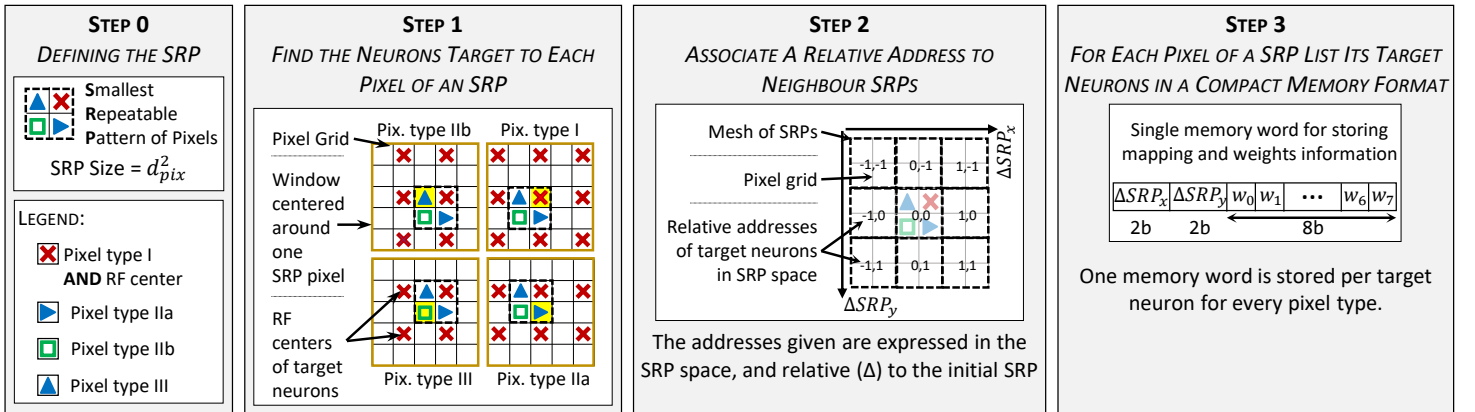 STEP 0
DEFINING THE SRP
Smallest
Repeatable
Pattern of Pixels
SRP Size = d²pix
LEGEND:
Pixel type I
AND RF center
Pixel type IIa
Pixel type IIb
Pixel type III
STEP 1
FIND THE NEURONS TARGET TO EACH
PIXEL OF AN SRP
Pix. type IIb
Pix. type I
Pixel Grid
Window
centered
around
one
SRP pixel
RF
centers
of target
neurons
Pix. type III
Pix. type IIa
STEP 2
ASSOCIATE A RELATIVE ADDRESS TO
NEIGHBOUR SRPS
Mesh of SRPs
ΔSRPx
Pixel grid
Relative addresses
of target neurons
in SRP space
-1,-1 0,-1 1,-1
-1,0 0,0 1,0
-1,1 0,1 1,1
ΔSRPy
The addresses given are expressed in the
SRP space, and relative (Δ) to the initial SRP
STEP 3
FOR EACH PIXEL OF A SRP LIST ITS TARGET
NEURONS IN A COMPACT MEMORY FORMAT
Single memory word for storing
mapping and weights information
ΔSRPx ΔSRPy w0 w1 ... w6 w7
2b 2b 8b
One memory word is stored per target
neuron for every pixel type.